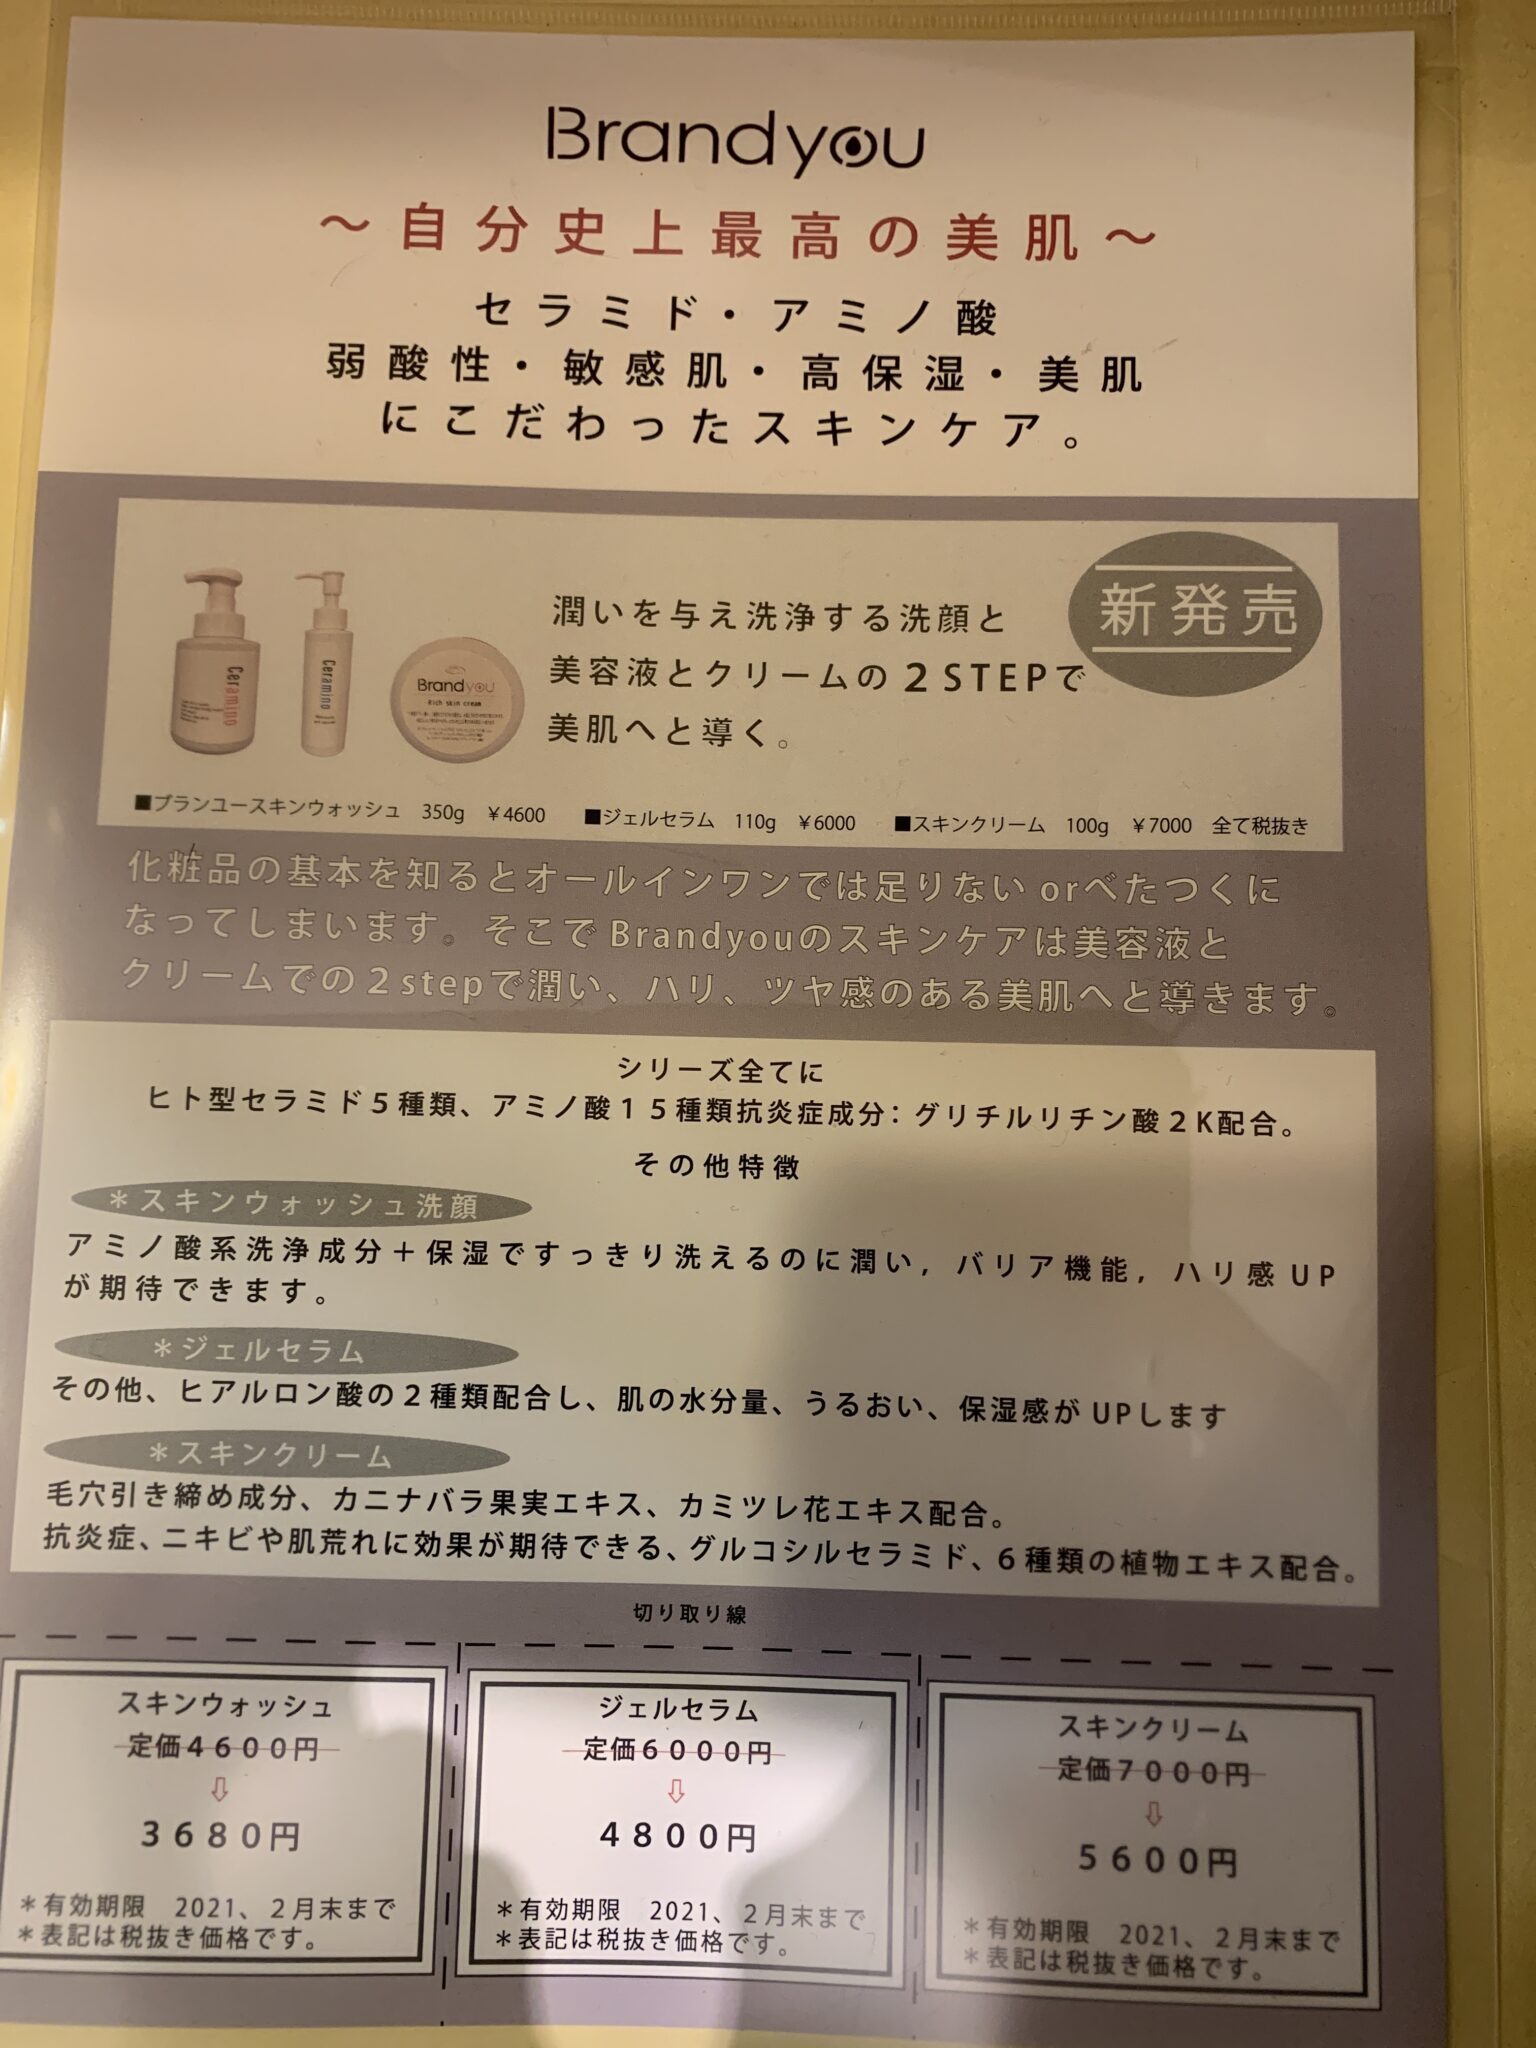 Brandyou
～自分史上最高の美肌～
セラミド・アミノ酸
弱酸性・敏感肌・高保湿・美肌
にこだわったスキンケア。
新発売
潤いを与え洗浄する洗顔と
美容液とクリームの２STEPで
美肌へと導く。
Ceramino
Ceramino
Brandyou
Rich skin cream
■ブランユースキンウォッシュ　350g　￥4600　■ジェルセラム　110g　￥6000　■スキンクリーム　100g　￥7000　全て税抜き
化粧品の基本を知るとオールインワンでは足りない orべたつくに
なってしまいます。そこで Brandyouのスキンケアは美容液と
クリームでの２stepで潤い、ハリ、ツヤ感のある美肌へと導きます。
シリーズ全てに
ヒト型セラミド５種類、アミノ酸１５種類抗炎症成分：グリチルリチン酸２K配合。
その他特徴
＊スキンウォッシュ洗顔
アミノ酸系洗浄成分＋保湿ですっきり洗えるのに潤い，バリア機能，ハリ感 UP
が期待できます。
＊ジェルセラム
その他、ヒアルロン酸の２種類配合し、肌の水分量、うるおい、保湿感が UPします
＊スキンクリーム
毛穴引き締め成分、カニナバラ果実エキス、カミツレ花エキス配合。
抗炎症、ニキビや肌荒れに効果が期待できる、グルコシルセラミド、６種類の植物エキス配合。
切り取り線
スキンウォッシュ
定価４６００円
⇩
３６８０円
＊有効期限　2021、２月末まで
＊表記は税抜き価格です。
ジェルセラム
定価６０００円
⇩
４８００円
＊有効期限　2021、２月末まで
＊表記は税抜き価格です。
スキンクリーム
定価７０００円
⇩
５６００円
＊有効期限　2021、２月末まで
＊表記は税抜き価格です。